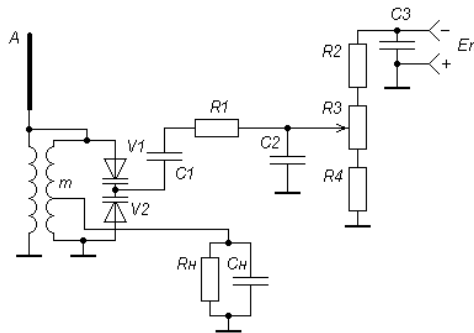 A
C3
R2
−
Er
+
R1
R3
V1
C2
C1
m
V2
R4
Rн
Cн